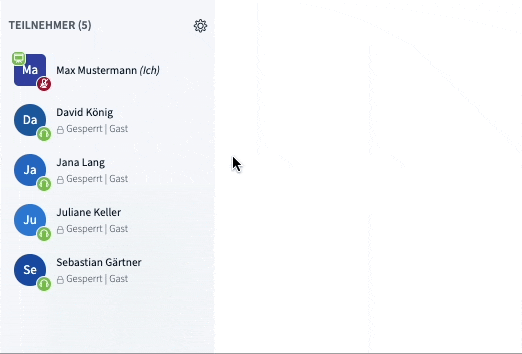 TEILNEHMER (5)
Ma
Max Mustermann (Ich)
Da
David König
Gesperrt | Gast
Ja
Jana Lang
Gesperrt | Gast
Ju
Juliane Keller
Gesperrt | Gast
Se
Sebastian Gärtner
Gesperrt | Gast